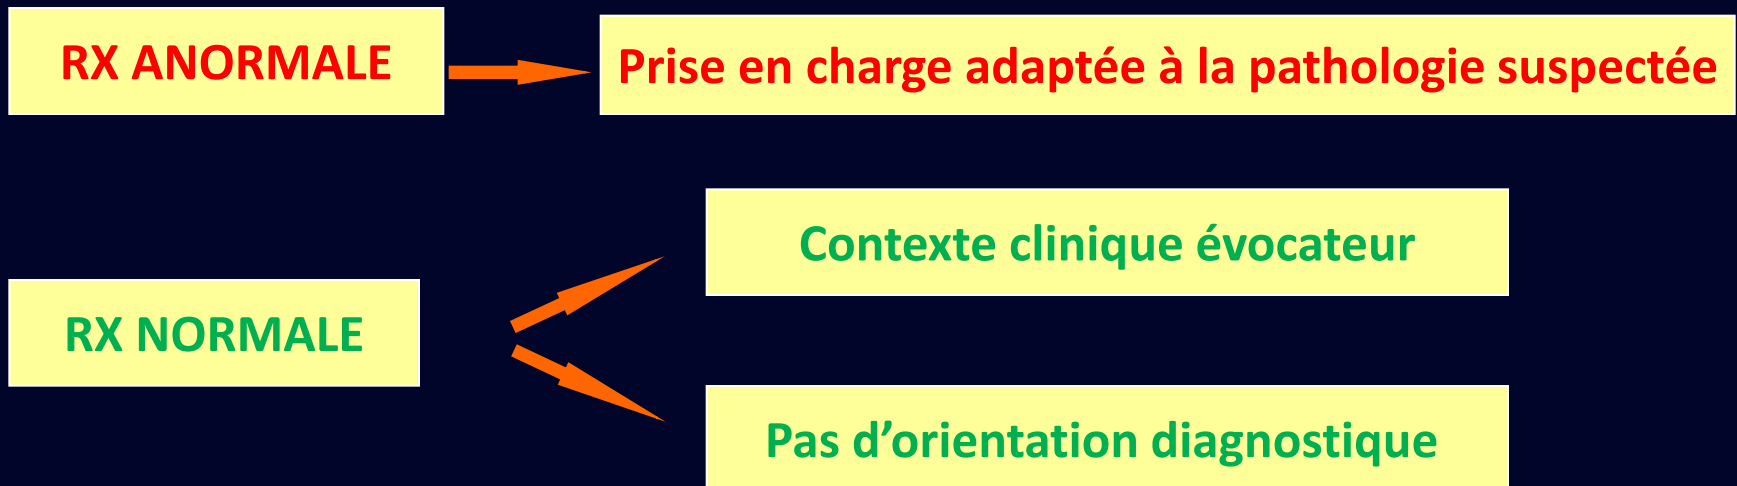 RX ANORMALE
Prise en charge adaptée à la pathologie suspectée
Contexte clinique évocateur
RX NORMALE
Pas d’orientation diagnostique